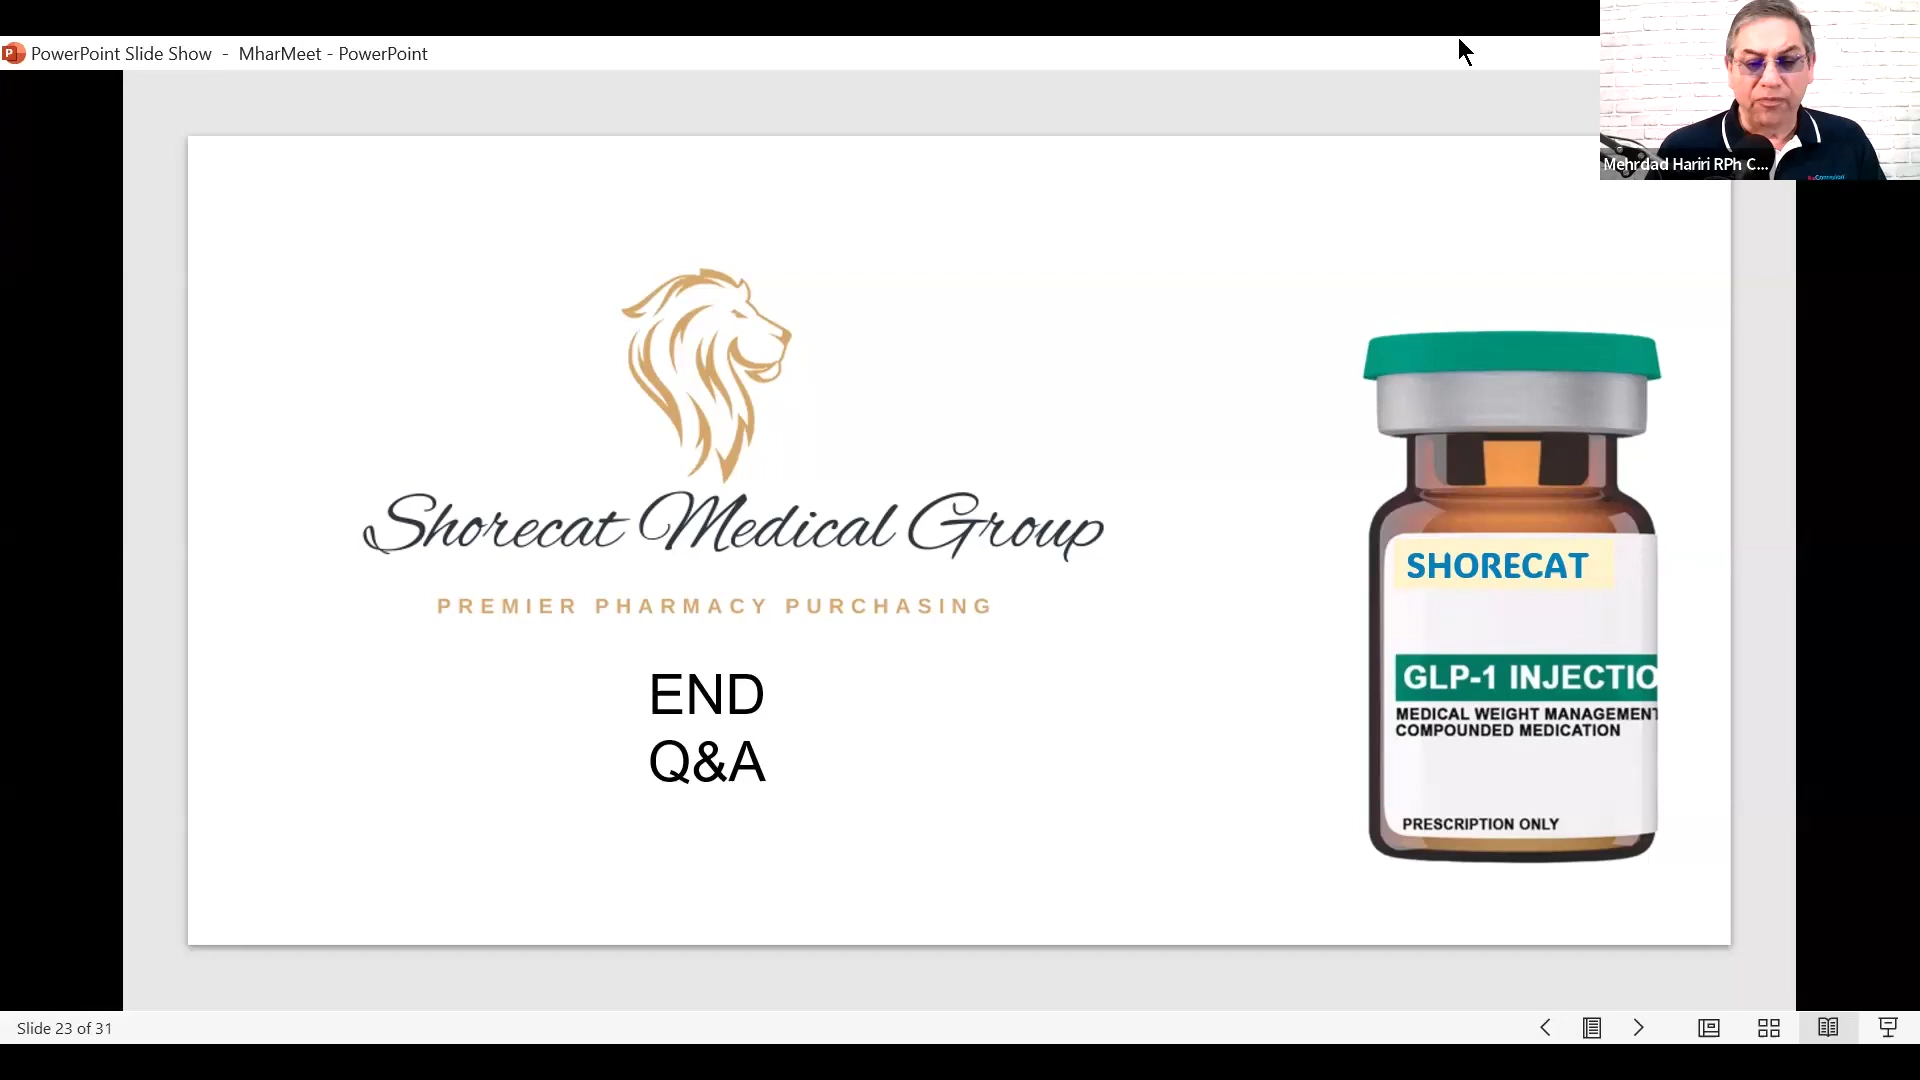 PowerPoint Slide Show - MharMeet - PowerPoint
Mehrdad Hariri RPh C...
RxConnexion
Shorecat Medical Group
PREMIER PHARMACY PURCHASING
END
Q&A
SHORECAT
GLP-1 INJECTIO
MEDICAL WEIGHT MANAGEMENT
COMPOUNDED MEDICATION
PRESCRIPTION ONLY
Slide 23 of 31